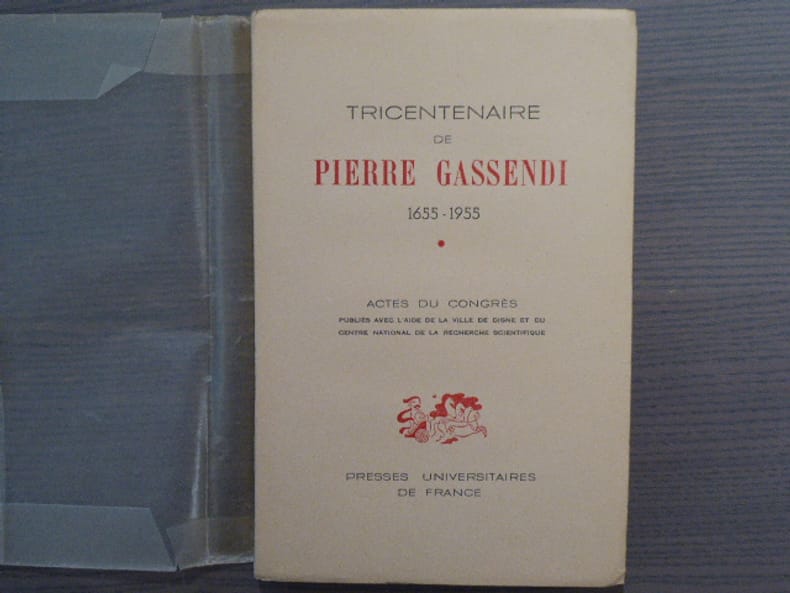 TRICENTENAIRE
DE
PIERRE GASSENDI
1655-1955
ACTES DU CONGRÈS
PUBLIÉS AVEC L'AIDE DE LA VILLE DE DIGNE ET DU
CENTRE NATIONAL DE LA RECHERCHE SCIENTIFIQUE
PRESSES UNIVERSITAIRES
DE FRANCE